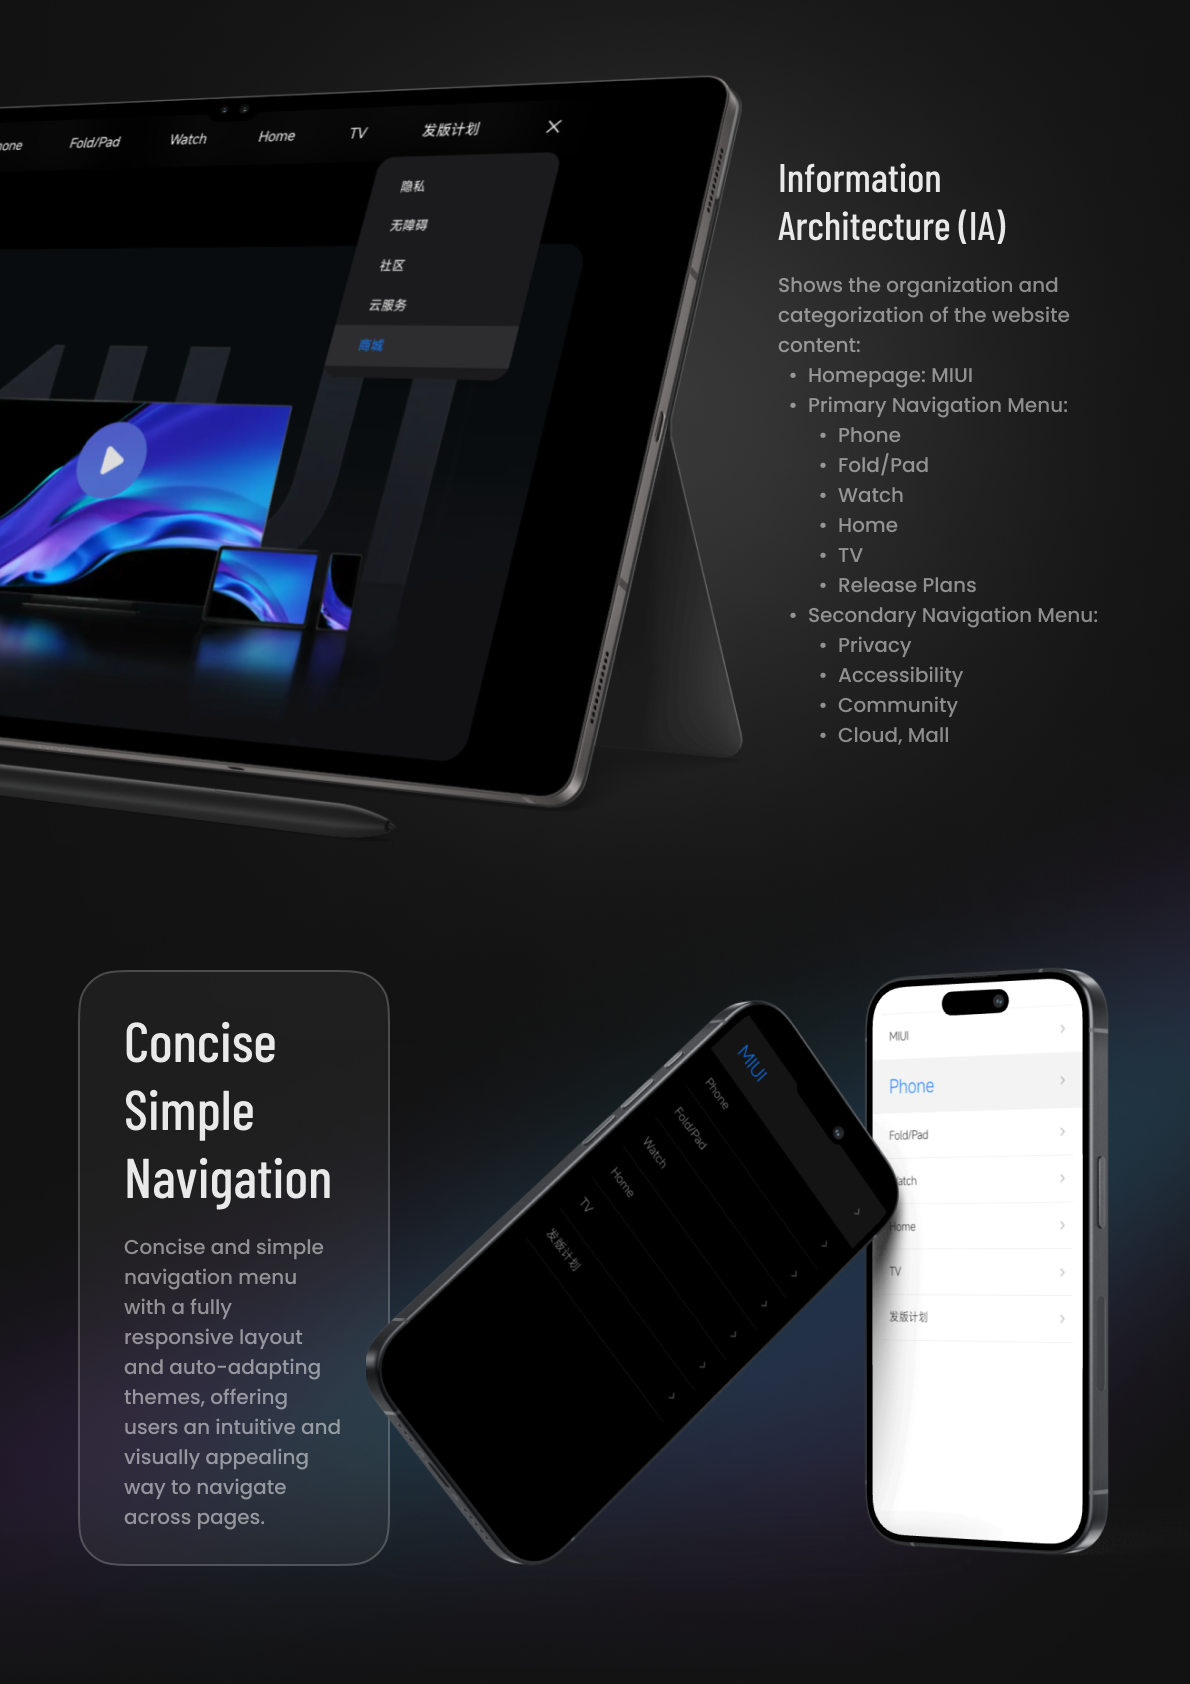 Fold/Pad Watch Home TV 发版计划
隐私
无障碍
社区
云服务
商城
Information
Architecture (IA)
Shows the organization and
categorization of the website
content:
• Homepage: MIUI
• Primary Navigation Menu:
• Phone
• Fold/Pad
• Watch
• Home
• TV
• Release Plans
• Secondary Navigation Menu:
• Privacy
• Accessibility
• Community
• Cloud, Mall
Concise
Simple
Navigation
Concise and simple
navigation menu
with a fully
responsive layout
and auto-adapting
themes, offering
users an intuitive and
visually appealing
way to navigate
across pages.
MIUI
Phone
Fold/Pad
Watch
Home
TV
发版计划
MIUI
Phone
Fold/Pad
atch
Home
TV
发版计划